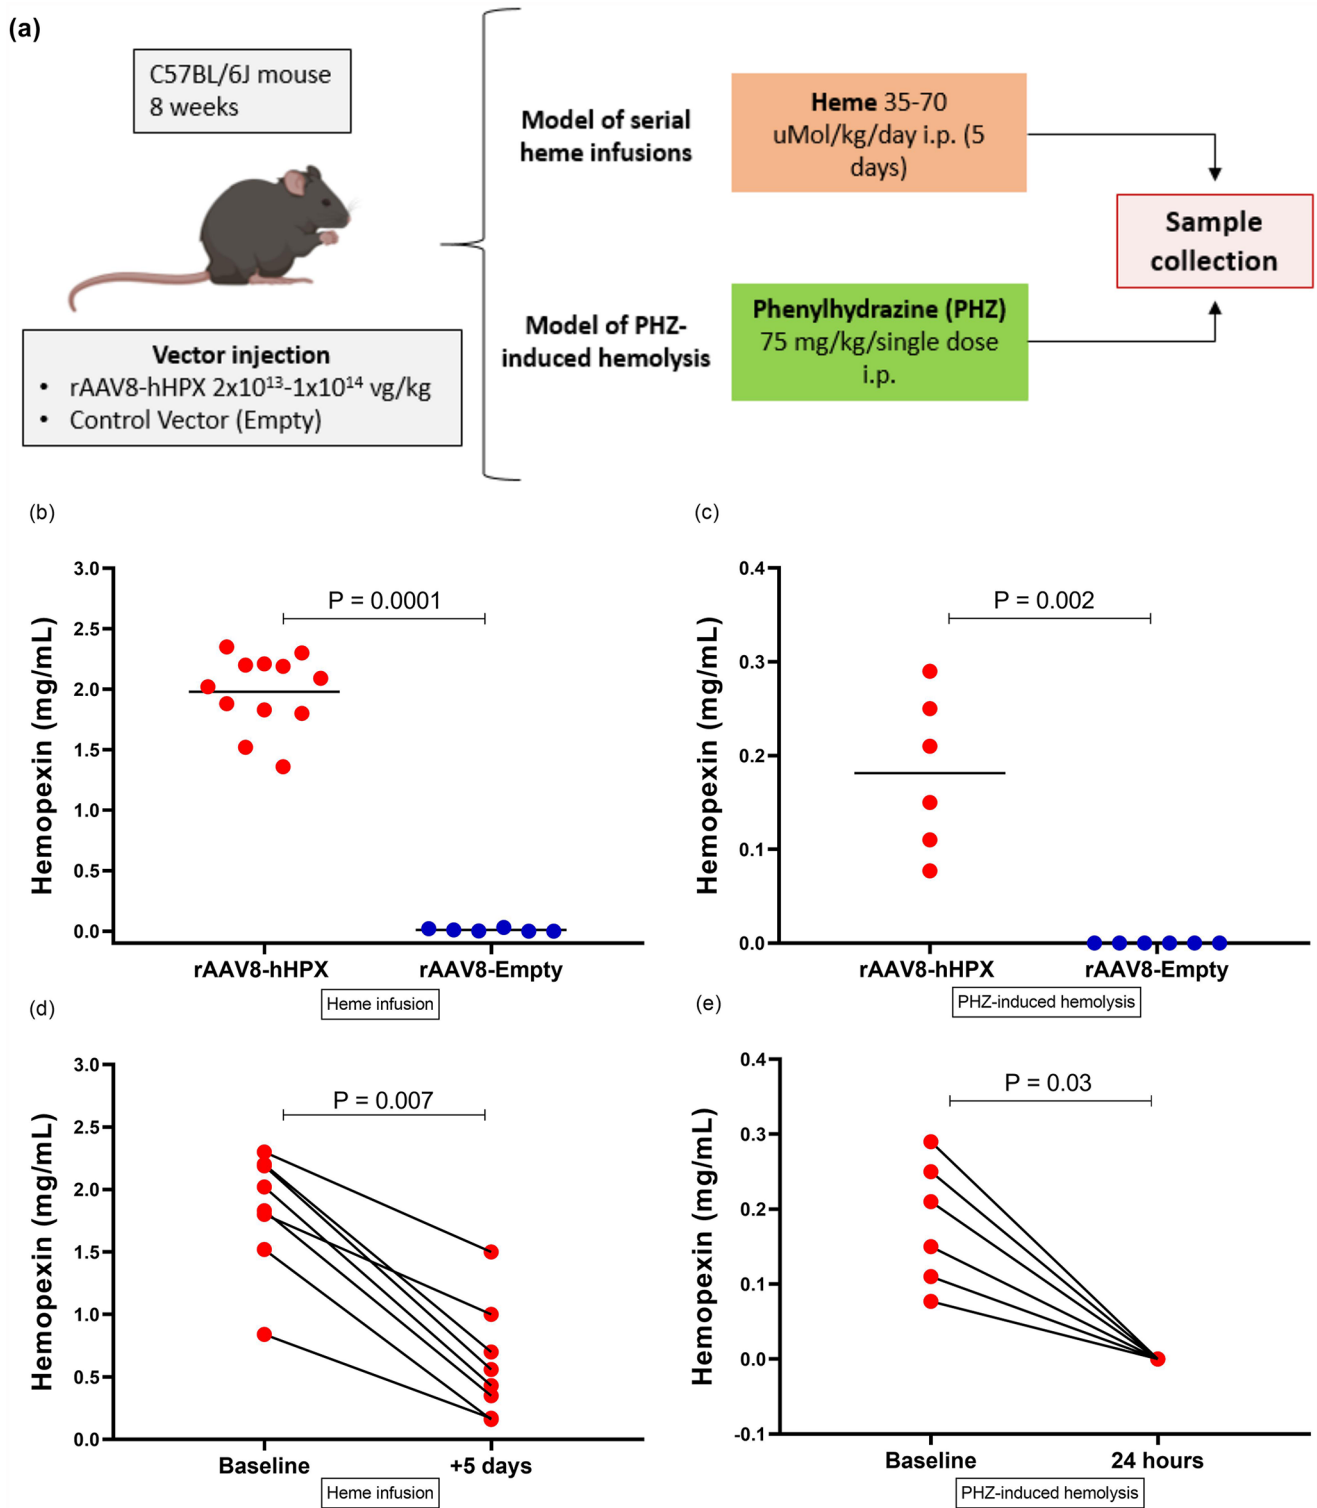 (a)
C57BL/6J mouse
8 weeks
Vector injection
• rAAV8-hHPX 2x10¹³-1x10¹⁴ vg/kg
• Control Vector (Empty)
Model of serial
heme infusions
Heme 35-70
uMol/kg/day i.p. (5
days)
Model of PHZ-
induced hemolysis
Phenylhydrazine (PHZ)
75 mg/kg/single dose
i.p.
Sample
collection
(b)
P = 0.0001
Hemopexin (mg/mL)
3.0
2.5
2.0
1.5
1.0
0.5
0.0
rAAV8-hHPX
rAAV8-Empty
Heme infusion
(c)
P = 0.002
Hemopexin (mg/mL)
0.4
0.3
0.2
0.1
0.0
rAAV8-hHPX
rAAV8-Empty
PHZ-induced hemolysis
(d)
P = 0.007
Hemopexin (mg/mL)
3.0
2.5
2.0
1.5
1.0
0.5
0.0
Baseline
+5 days
Heme infusion
(e)
P = 0.03
Hemopexin (mg/mL)
0.4
0.3
0.2
0.1
0.0
-0.1
Baseline
24 hours
PHZ-induced hemolysis